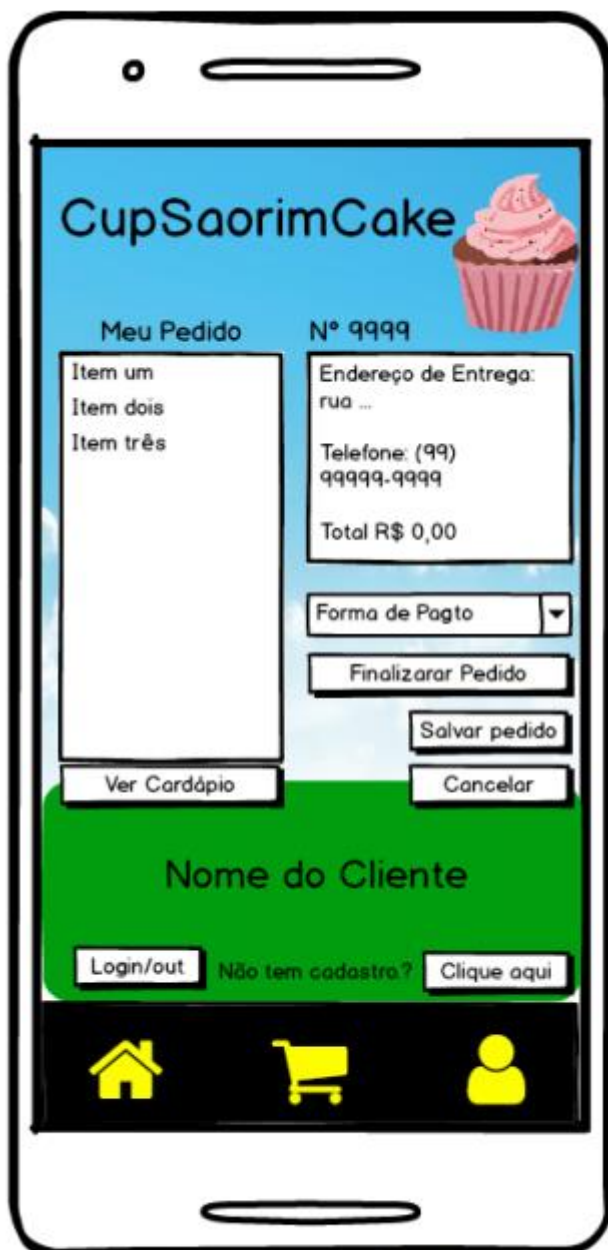 CupSaorimCake
Meu Pedido
Nº 9999
Item um
Item dois
Item três
Endereço de Entrega:
rua ...
Telefone: (99)
99999-9999
Total R$ 0,00
Forma de Pagto
Finalizarar Pedido
Salvar pedido
Ver Cardápio
Cancelar
Nome do Cliente
Login/out
Não tem cadastro?
Clique aqui